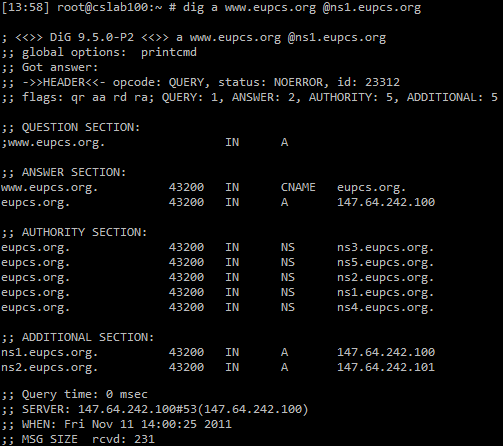 [13:58] root@cslab100:~ # dig a www.eupcs.org @ns1.eupcs.org
; <<>> DiG 9.5.0-P2 <<>> a www.eupcs.org @ns1.eupcs.org
;; global options:  printcmd
;; Got answer:
;; ->>HEADER<<- opcode: QUERY, status: NOERROR, id: 23312
;; flags: qr aa rd ra; QUERY: 1, ANSWER: 2, AUTHORITY: 5, ADDITIONAL: 5
;; QUESTION SECTION:
;www.eupcs.org. IN A
;; ANSWER SECTION:
www.eupcs.org. 43200 IN CNAME eupcs.org.
eupcs.org. 43200 IN A 147.64.242.100
;; AUTHORITY SECTION:
eupcs.org. 43200 IN NS ns3.eupcs.org.
eupcs.org. 43200 IN NS ns5.eupcs.org.
eupcs.org. 43200 IN NS ns2.eupcs.org.
eupcs.org. 43200 IN NS ns1.eupcs.org.
eupcs.org. 43200 IN NS ns4.eupcs.org.
;; ADDITIONAL SECTION:
ns1.eupcs.org. 43200 IN A 147.64.242.100
ns2.eupcs.org. 43200 IN A 147.64.242.101
;; Query time: 0 msec
;; SERVER: 147.64.242.100#53(147.64.242.100)
;; WHEN: Fri Nov 11 14:00:25 2011
;; MSG SIZE  rcvd: 231